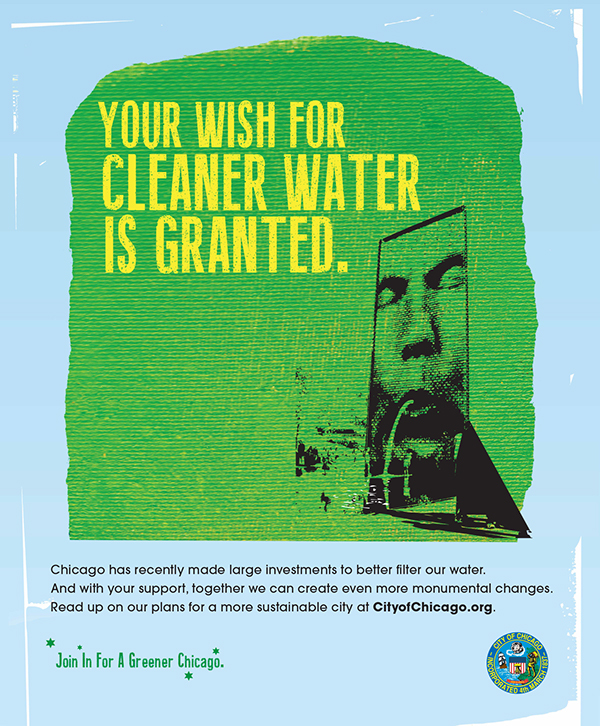 YOUR WISH FOR
CLEANER WATER
IS GRANTED.
Chicago has recently made large investments to better filter our water.
And with your support, together we can create even more monumental changes.
Read up on our plans for a more sustainable city at CityofChicago.org.
Join In For A Greener Chicago.
CITY OF CHICAGO
INCORPORATED 4th MARCH